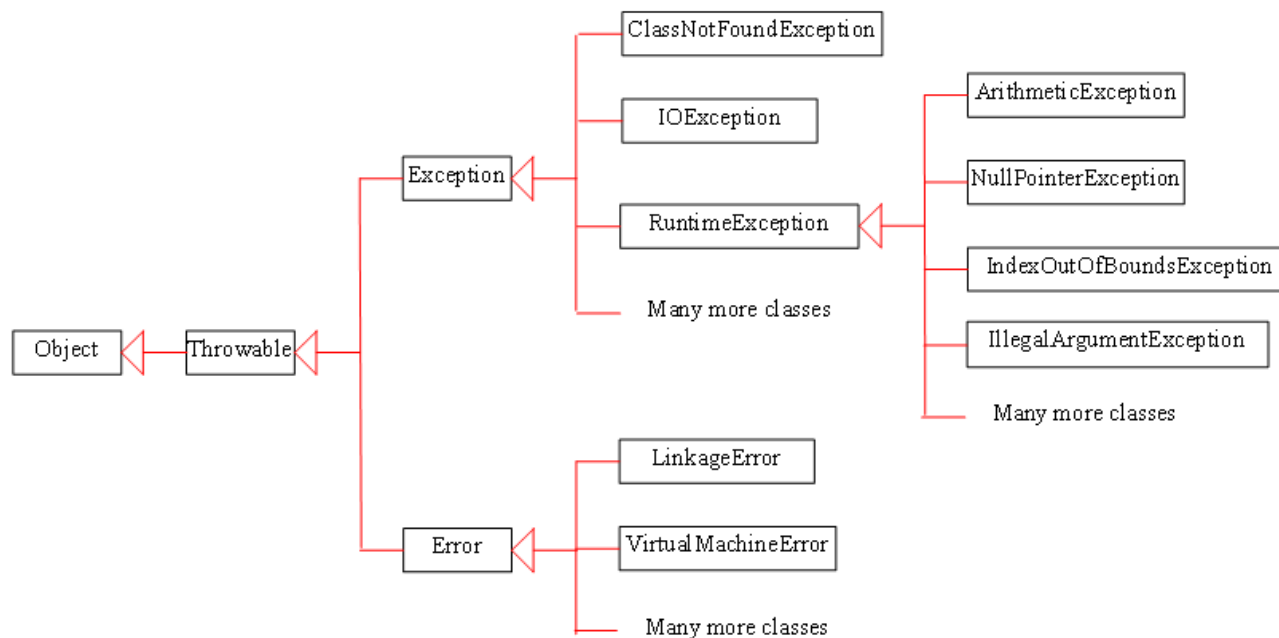 ClassNotFoundException
ArithmeticException
IOException
Exception
NullPointerException
RuntimeException
IndexOutOfBoundsException
Many more classes
Object
Throwable
IllegalArgumentException
Many more classes
LinkageError
Error
VirtualMachineError
Many more classes